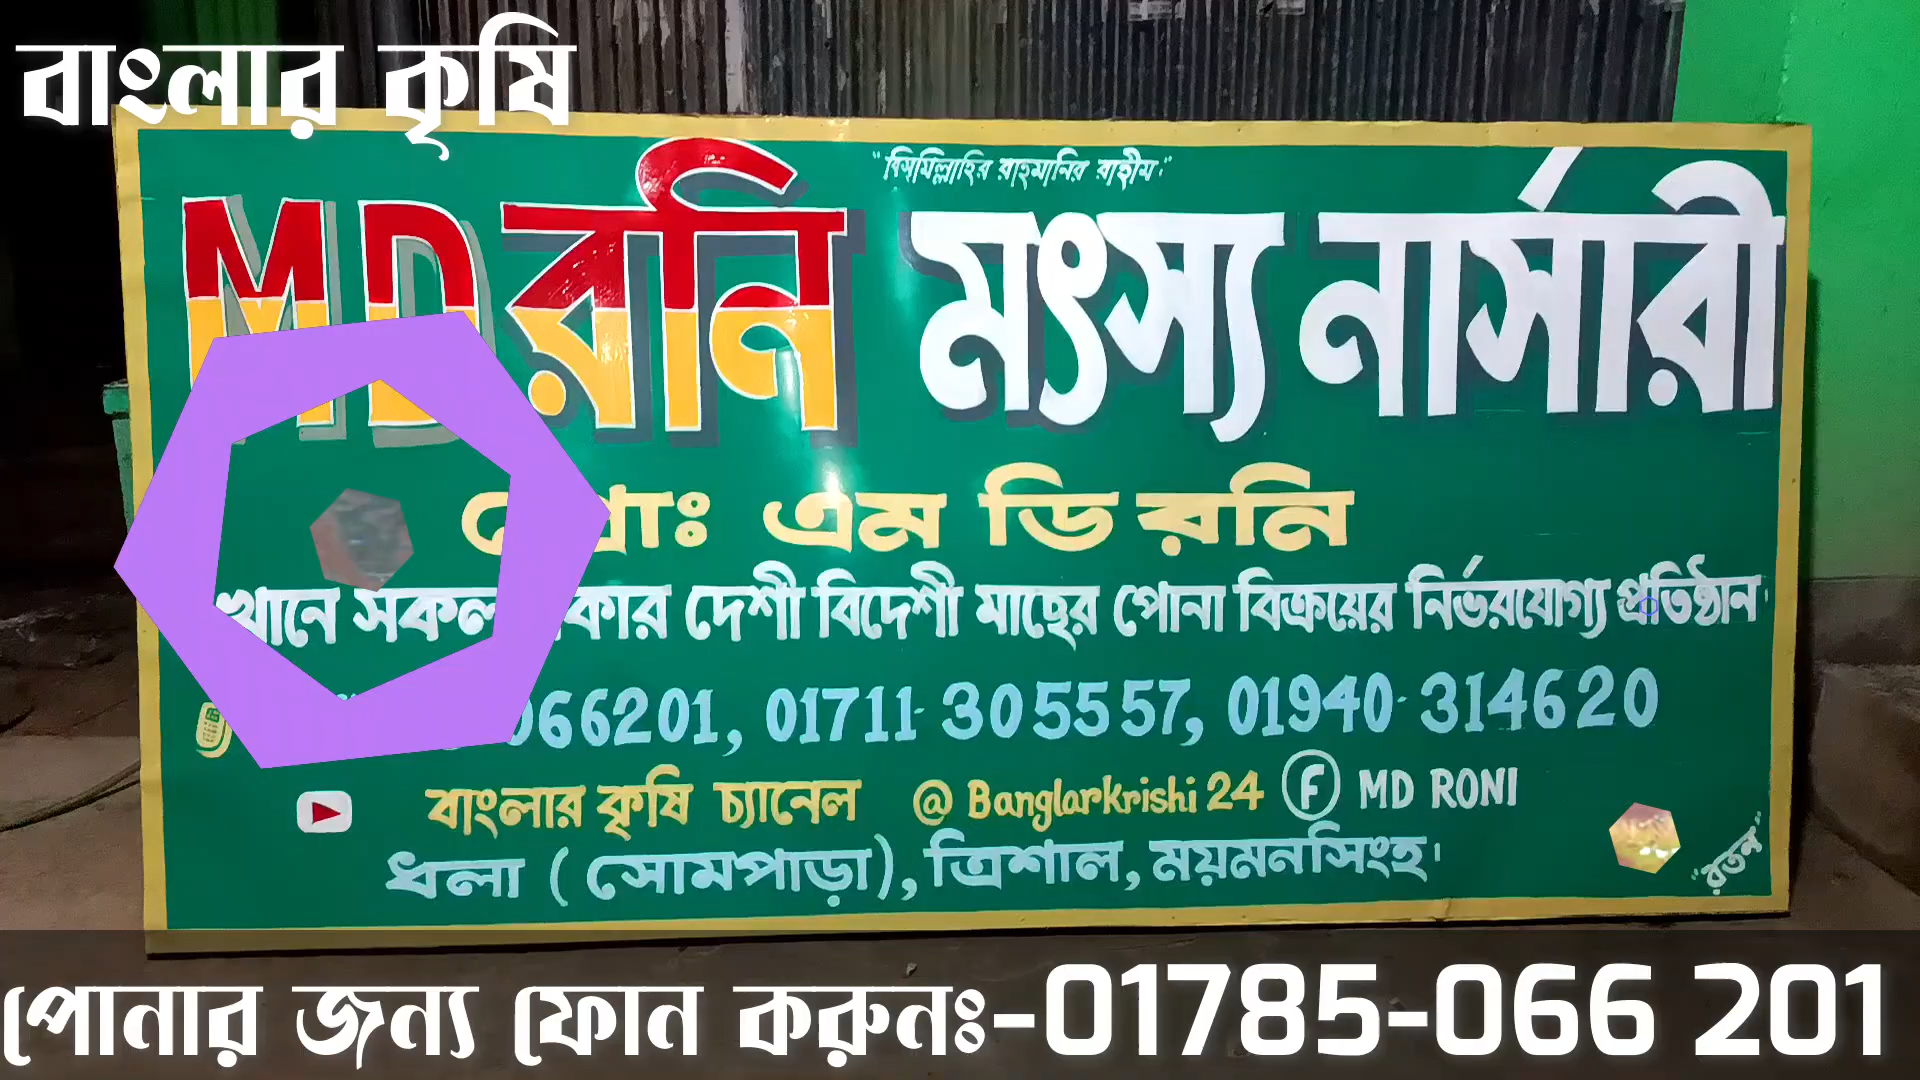 বাংলার কৃষি
"বিসমিল্লাহির রাহমানির রাহীম"
MD রনি মৎস্য নার্সারী
এম ডি রনি
সকল দেশী বিদেশী মাছের পোনা বিক্রয়ের নির্ভরযোগ্য প্রতিষ্ঠান
066201, 01711-305557, 01940-314620
বাংলার কৃষি চ্যানেল @Banglarkrishi24 f MD RONI
ধলা (সোমপাড়া), ত্রিশাল, ময়মনসিংহ।
"রতন"
পোনার জন্য ফোন করুনঃ-01785-066 201